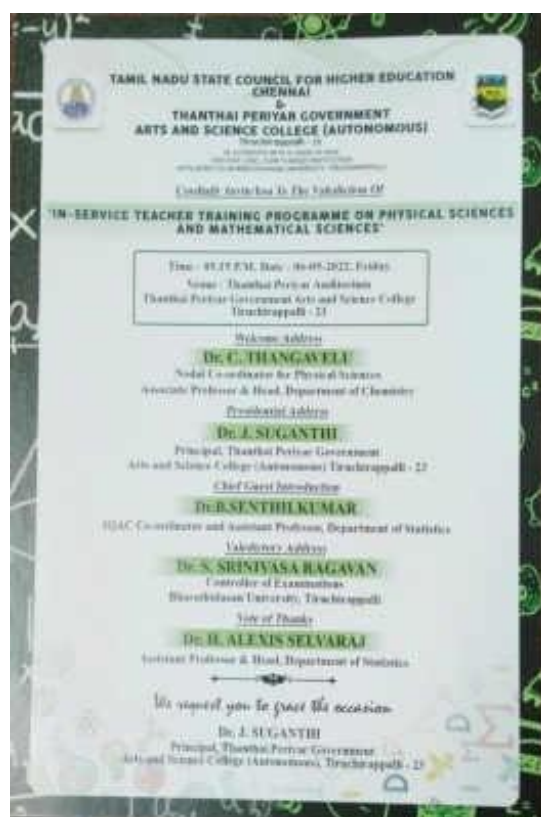 TAMIL NADU STATE COUNCIL FOR HIGHER EDUCATION
CHENNAI
&
THANTHAI PERIYAR GOVERNMENT
ARTS AND SCIENCE COLLEGE (AUTONOMOUS)
Tiruchirappalli - 23
Cordially Invites You To The Valediction Of
"IN-SERVICE TEACHER TRAINING PROGRAMME ON PHYSICAL SCIENCES
AND MATHEMATICAL SCIENCES"
Time : P.M. Date : 06-05-2022, Friday
Venue : Thanthai Periyar Auditorium
Thanthai Periyar Government Arts and Science College
Tiruchirappalli - 23
Welcome Address
Dr. C. THANGAVELU
Nodal Co-ordinator for Physical Sciences
Associate Professor & Head, Department of Chemistry
Presidential Address
Dr. J. SUGANTHI
Principal, Thanthai Periyar Government
Arts and Science College (Autonomous) Tiruchirappalli - 23
Chief Guest Introduction
Dr.B.SENTHILKUMAR
IQAC Co-ordinator and Assistant Professor, Department of Statistics
Valedictory Address
Dr. S. SRINIVASA RAGAVAN
Controller of Examinations
Bharathidasan University, Tiruchirappalli
Vote of Thanks
Dr. H. ALEXIS SELVARAJ
Assistant Professor & Head, Department of Statistics
We request you to grace the occasion
Dr. J. SUGANTHI
Principal, Thanthai Periyar Government
Arts and Science College (Autonomous), Tiruchirappalli - 23